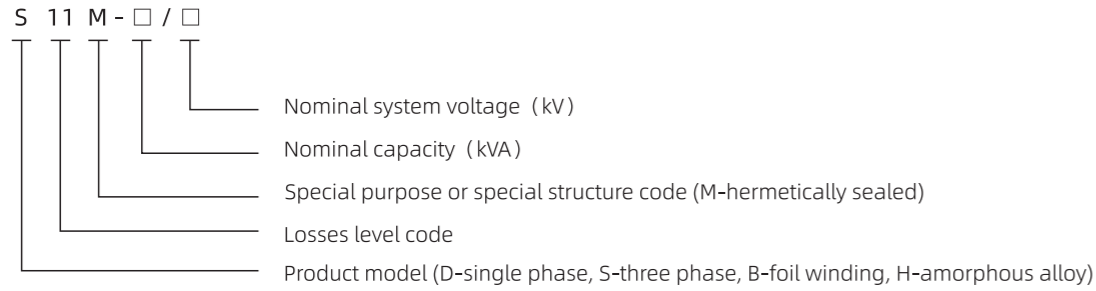 S 11 M - □ / □
Nominal system voltage（kV）
Nominal capacity（kVA）
Special purpose or special structure code (M-hermetically sealed)
Losses level code
Product model (D-single phase, S-three phase, B-foil winding, H-amorphous alloy)